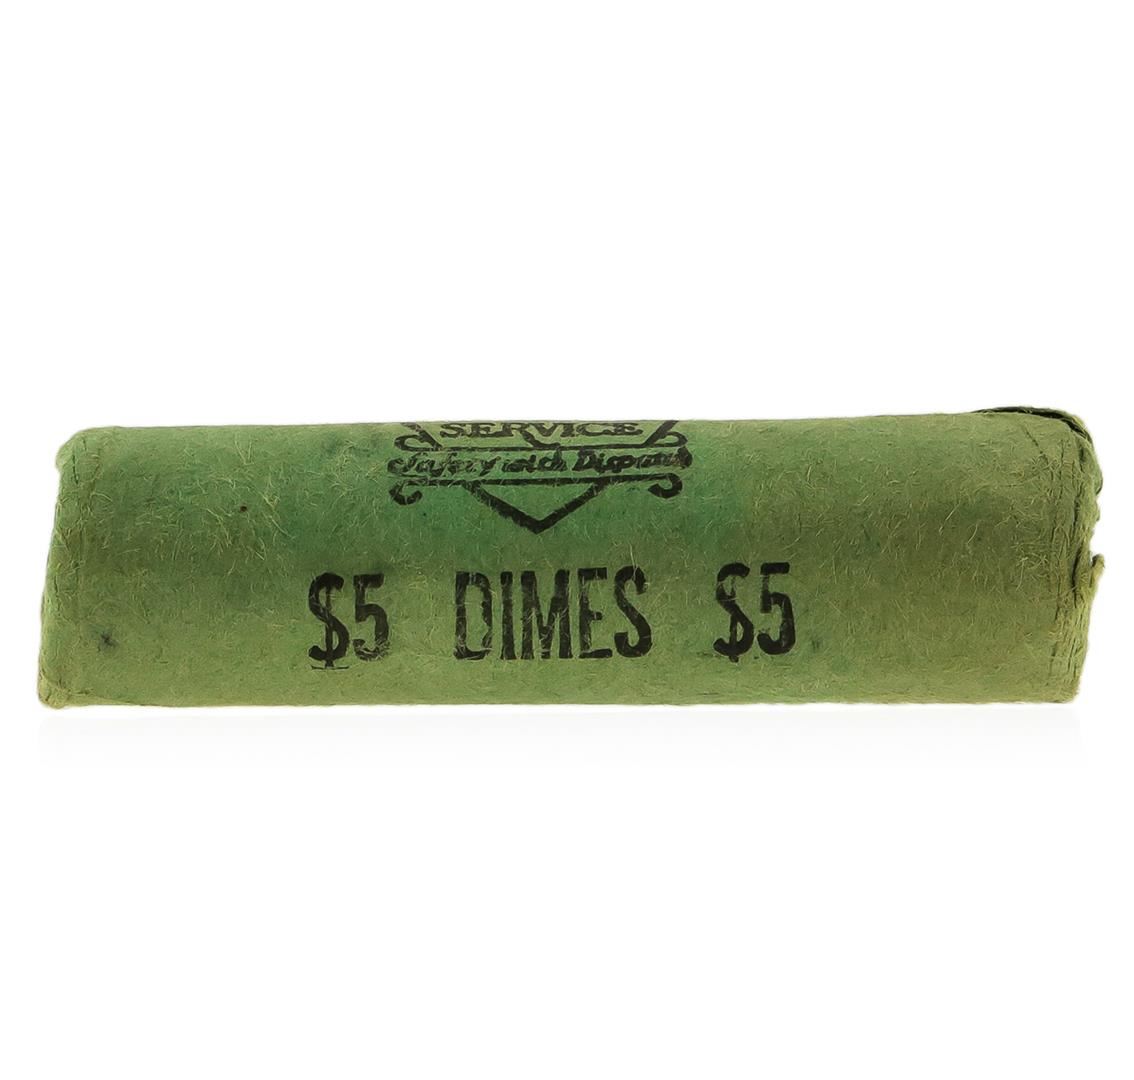 SERVICE
Safety with Dispatch
$5 DIMES $5